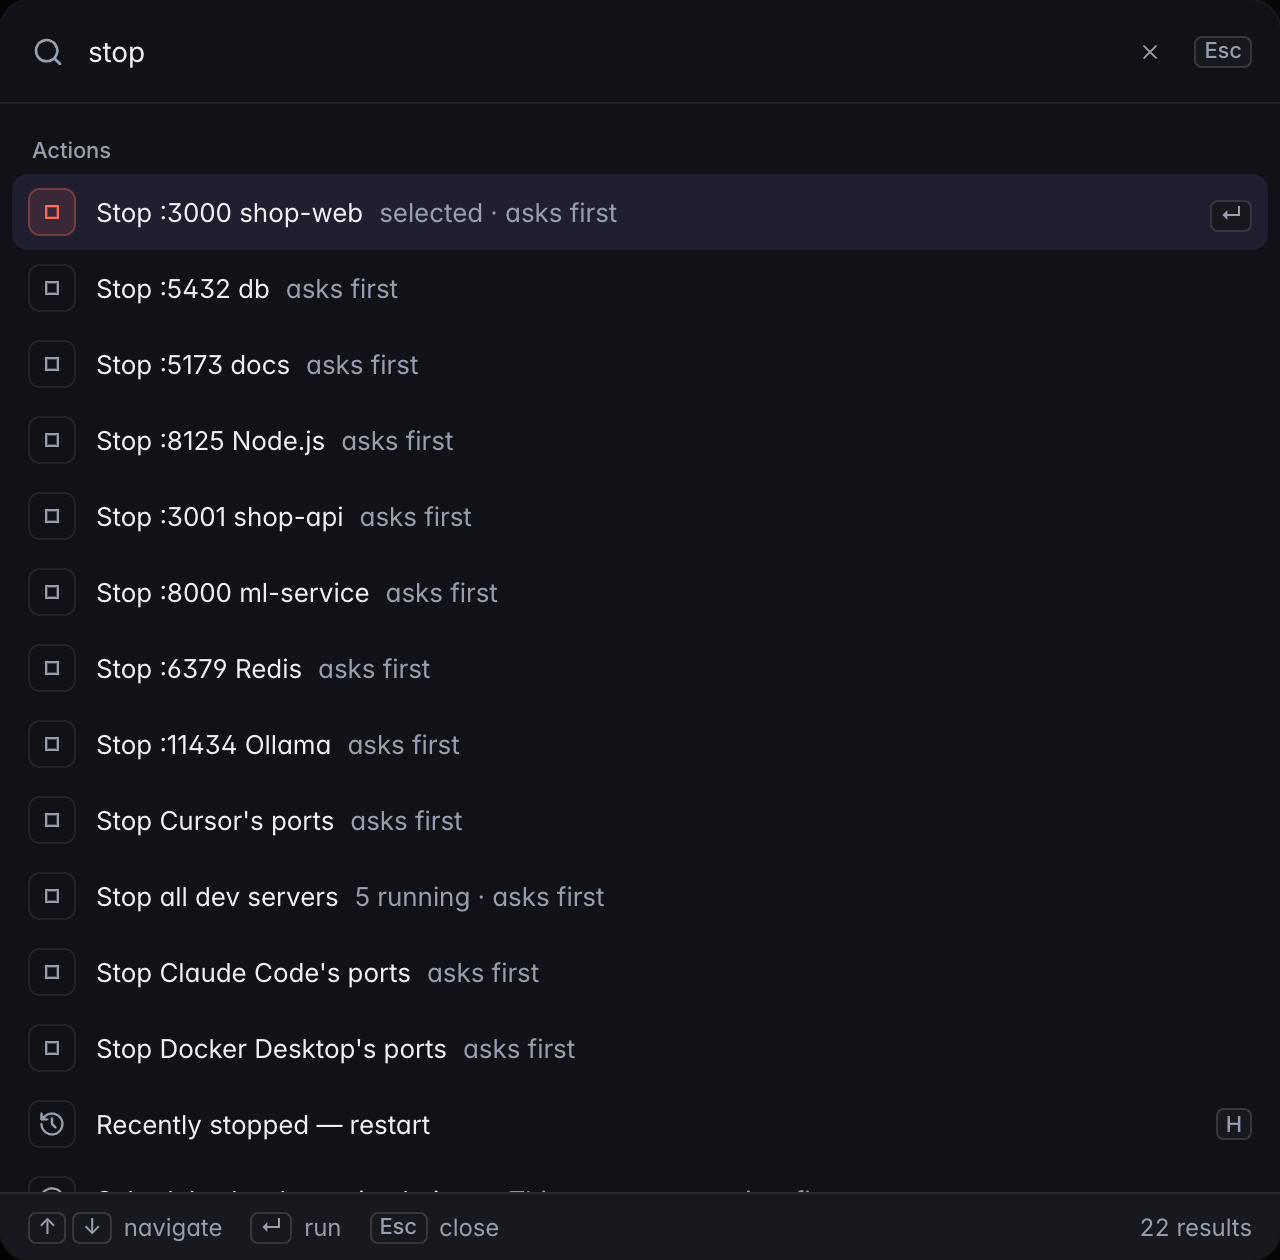 stop Esc
Actions
Stop :3000 shop-web selected · asks first
Stop :5432 db asks first
Stop :5173 docs asks first
Stop :8125 Node.js asks first
Stop :3001 shop-api asks first
Stop :8000 ml-service asks first
Stop :6379 Redis asks first
Stop :11434 Ollama asks first
Stop Cursor's ports asks first
Stop all dev servers 5 running · asks first
Stop Claude Code's ports asks first
Stop Docker Desktop's ports asks first
Recently stopped — restart H
↑ ↓ navigate ↵ run Esc close 22 results